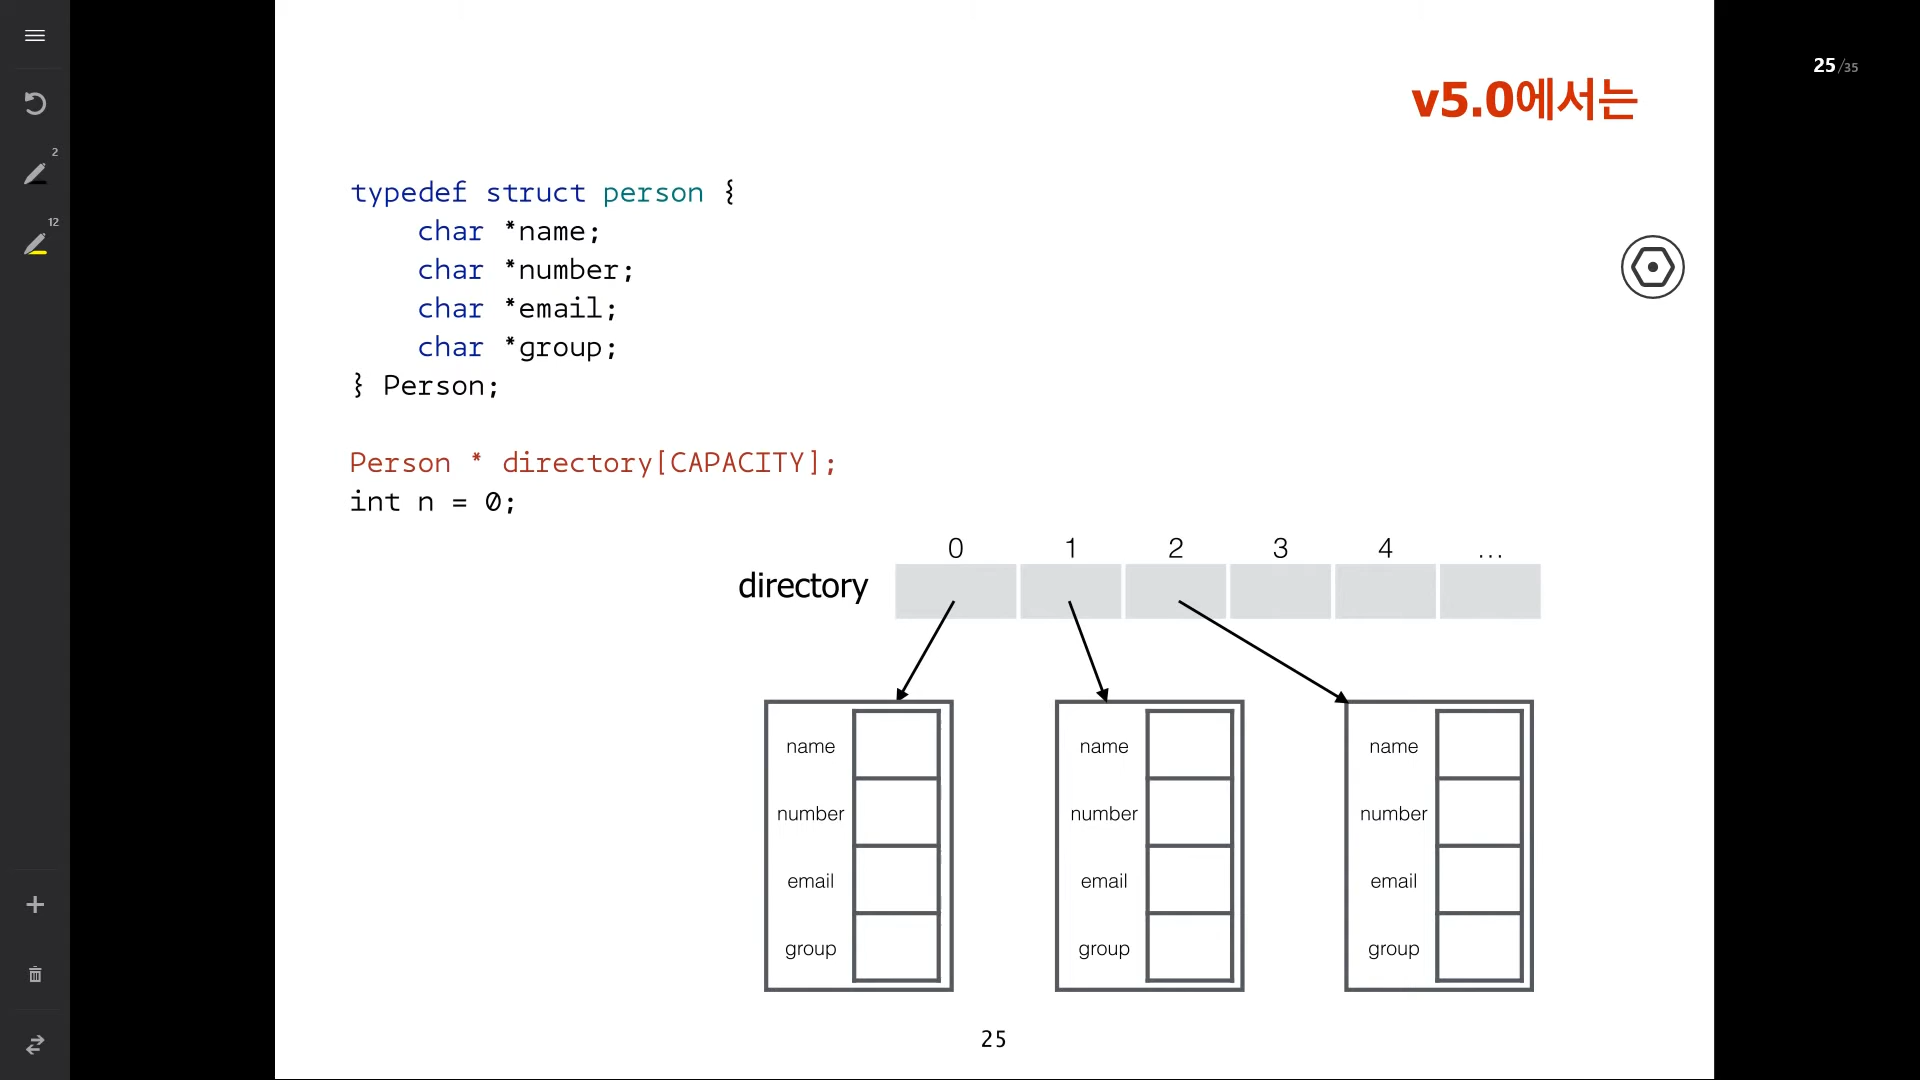 25/35
2
12
v5.0에서는
typedef struct person {
    char *name;
    char *number;
    char *email;
    char *group;
} Person;
Person * directory[CAPACITY];
int n = 0;
0 1 2 3 4 ...
directory
name name name
number number number
email email email
group group group
25